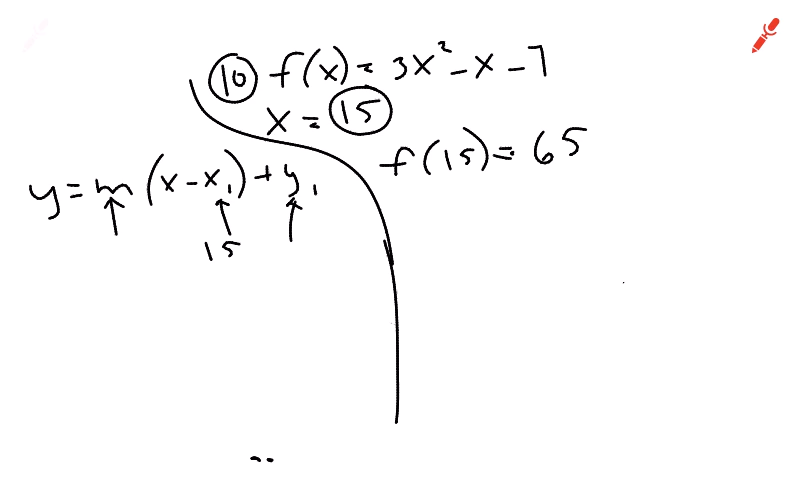 ⑩ f(x) = 3x² - x - 7
x = 15
f(15) = 65
y = m(x - x₁) + y₁
15